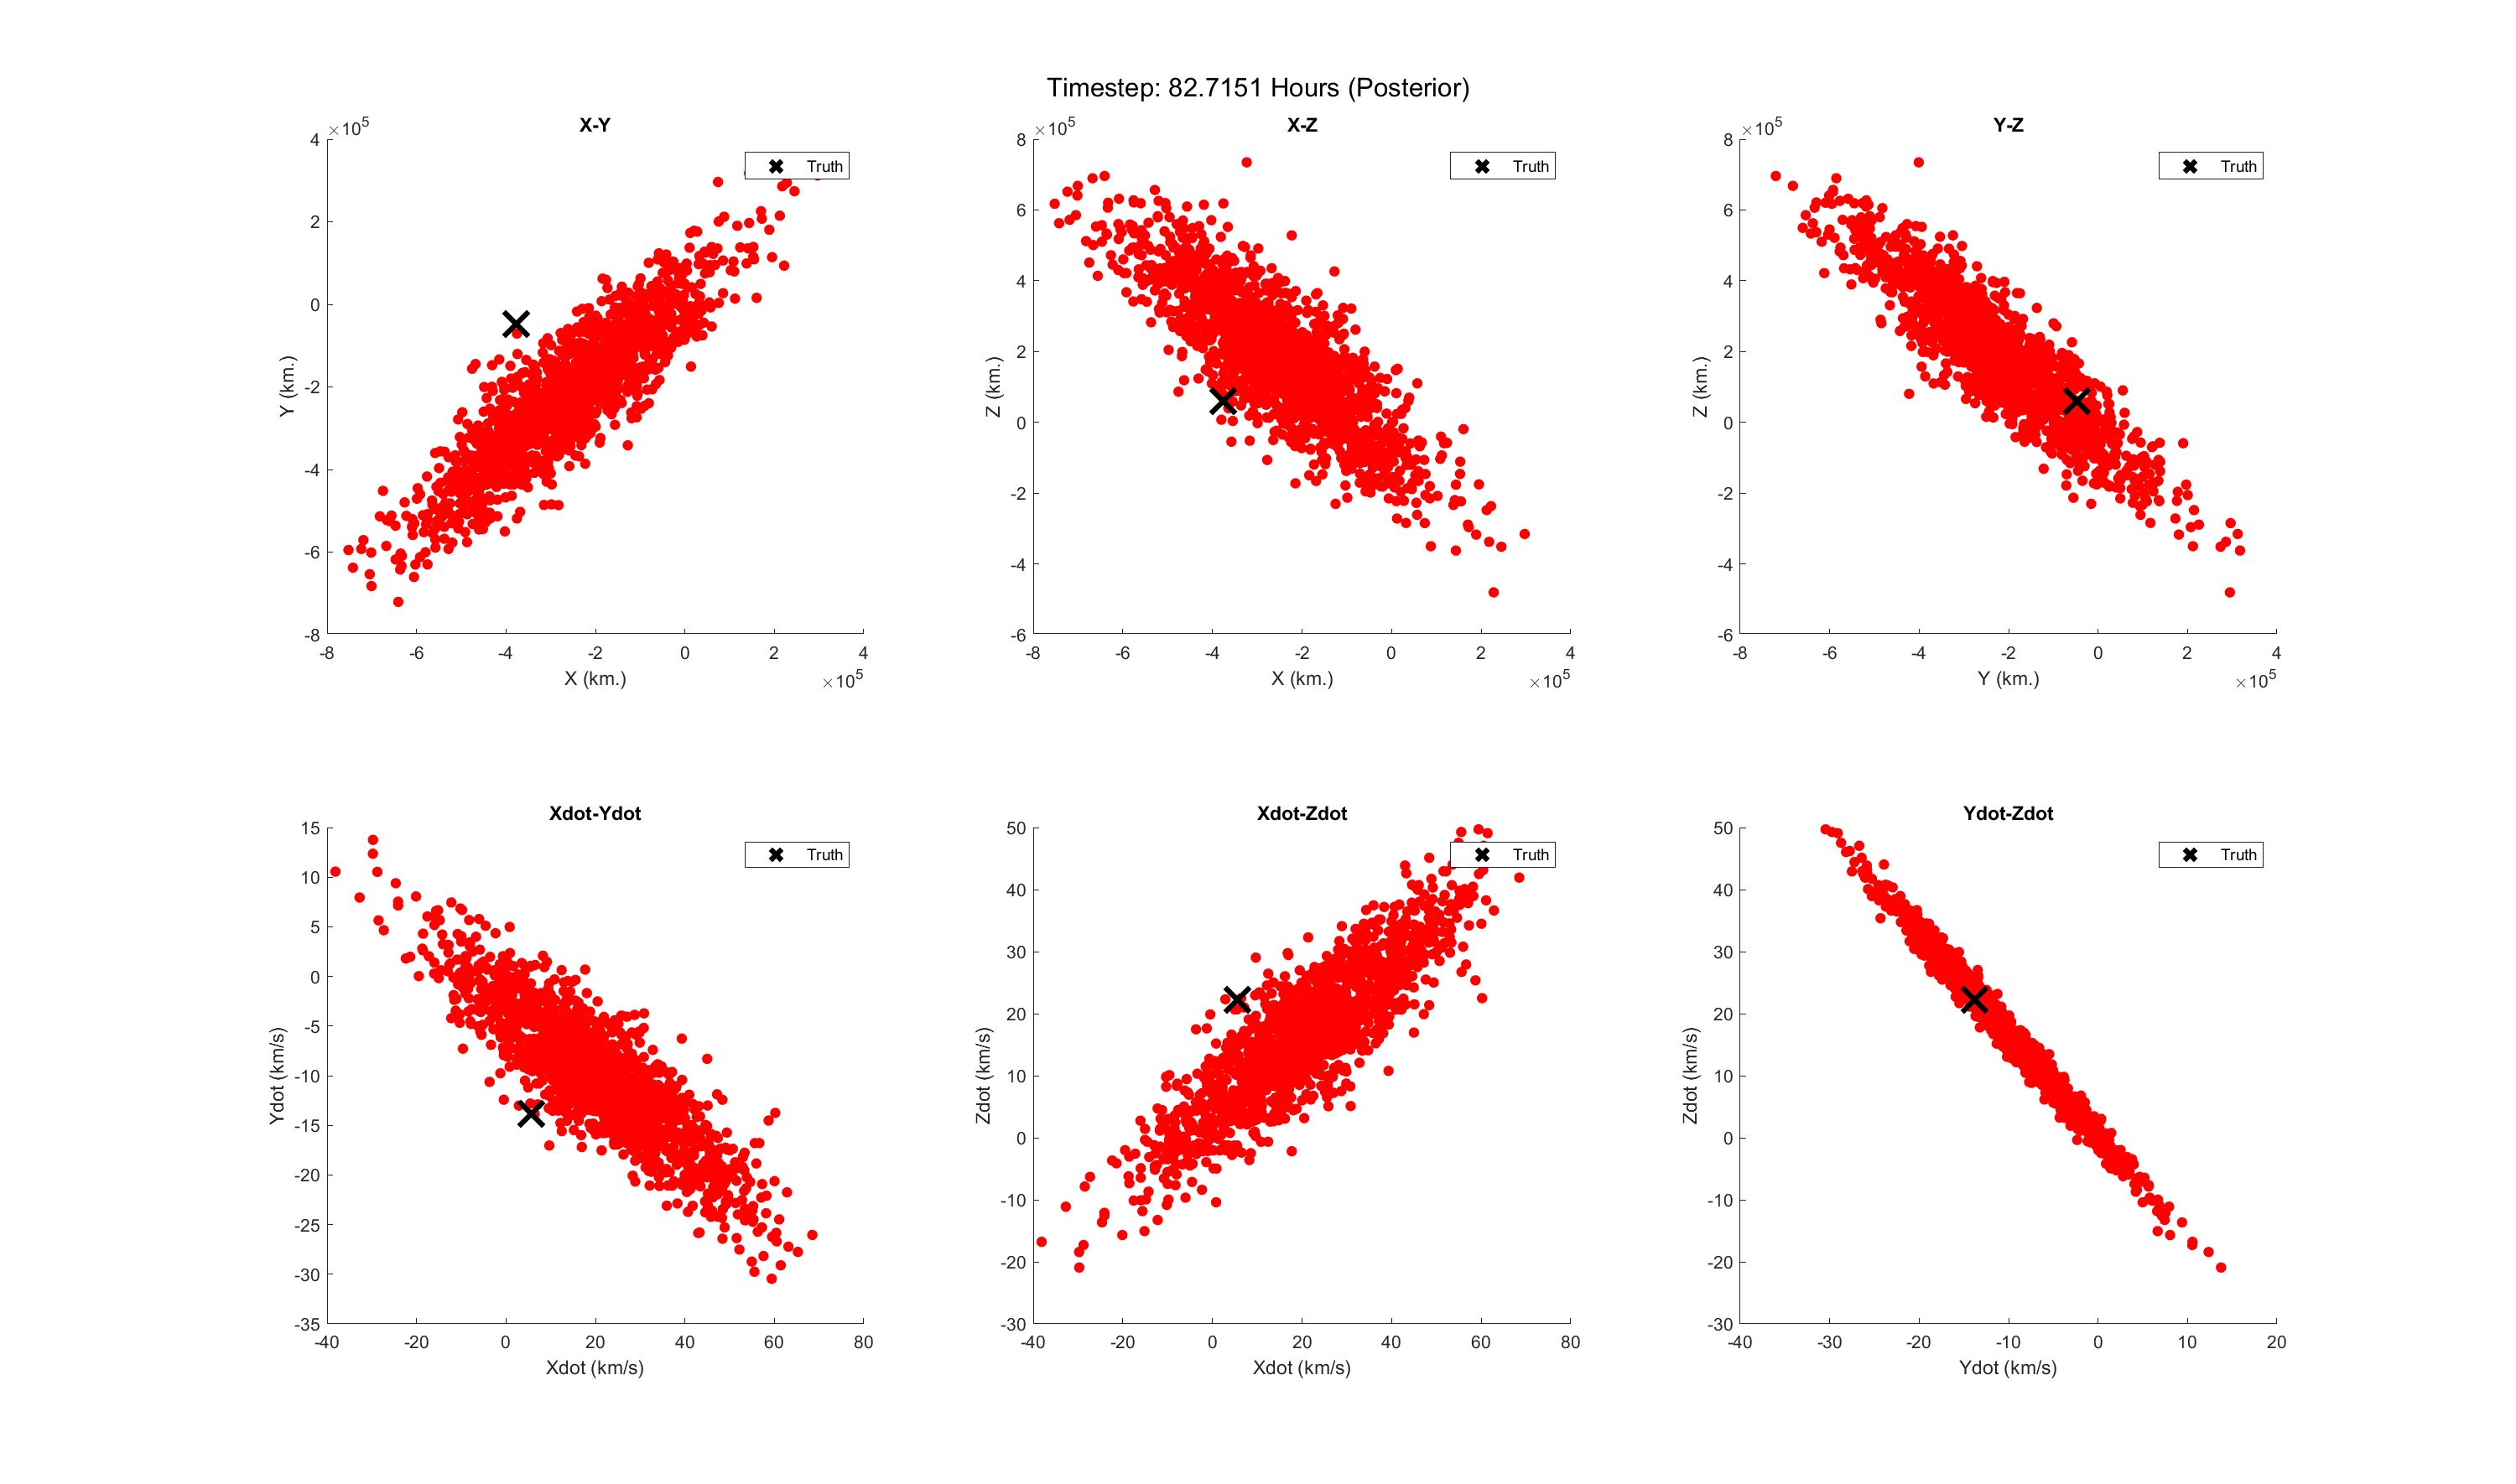 Timestep: 82.7151 Hours (Posterior)
X-Y
×10^5
4
2
0
-2
-4
-6
-8
Y (km.)
Truth
-8 -6 -4 -2 0 2 4
X (km.)
×10^5
X-Z
×10^5
8
6
4
2
0
-2
-4
-6
Z (km.)
Truth
-8 -6 -4 -2 0 2 4
X (km.)
×10^5
Y-Z
×10^5
8
6
4
2
0
-2
-4
-6
Z (km.)
Truth
-8 -6 -4 -2 0 2 4
Y (km.)
×10^5
Xdot-Ydot
15
10
5
0
-5
-10
-15
-20
-25
-30
-35
Ydot (km/s)
Truth
-40 -20 0 20 40 60 80
Xdot (km/s)
Xdot-Zdot
50
40
30
20
10
0
-10
-20
-30
Zdot (km/s)
Truth
-40 -20 0 20 40 60 80
Xdot (km/s)
Ydot-Zdot
50
40
30
20
10
0
-10
-20
-30
Zdot (km/s)
Truth
-40 -30 -20 -10 0 10 20
Ydot (km/s)